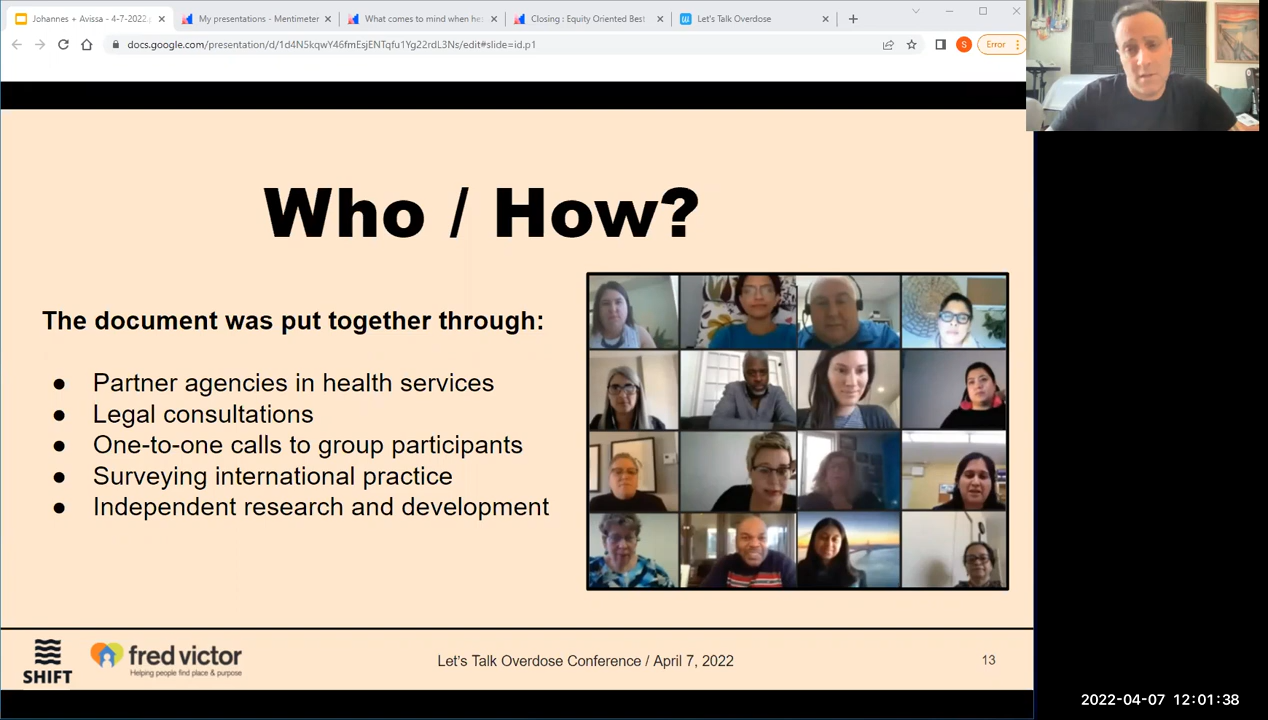 Johannes + Avissa - 4-7-2022.
My presentations - Mentimeter
What comes to mind when he
Closing : Equity Oriented Best
Let's Talk Overdose
docs.google.com/presentation/d/1d4N5kqwY46fmEsjENTqfu1Yg22rdL3Ns/edit#slide=id.p1
S
Error
Who / How?
The document was put together through:
● Partner agencies in health services
● Legal consultations
● One-to-one calls to group participants
● Surveying international practice
● Independent research and development
SHIFT
fred victor
Helping people find place & purpose
Let's Talk Overdose Conference / April 7, 2022
13
2022-04-07 12:01:38